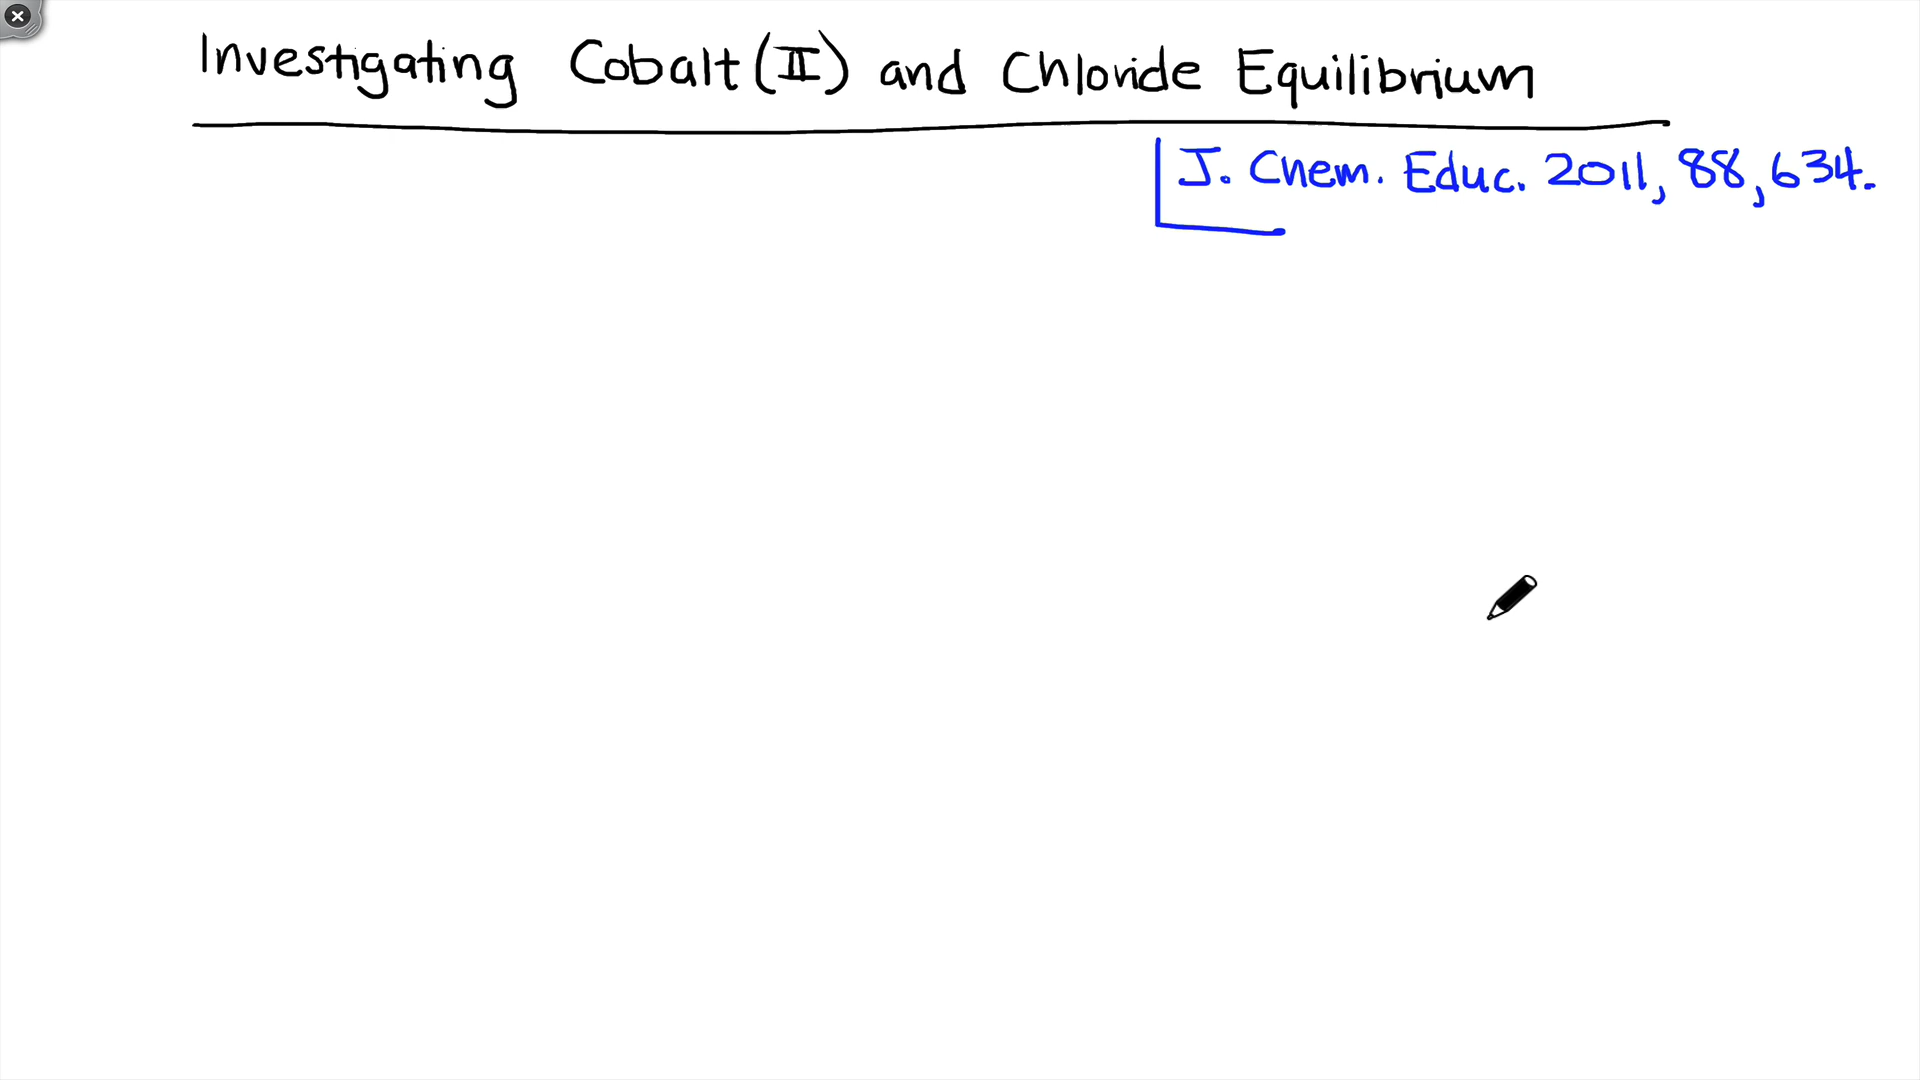 Investigating Cobalt(II) and Chloride Equilibrium
J. Chem. Educ. 2011, 88, 634.